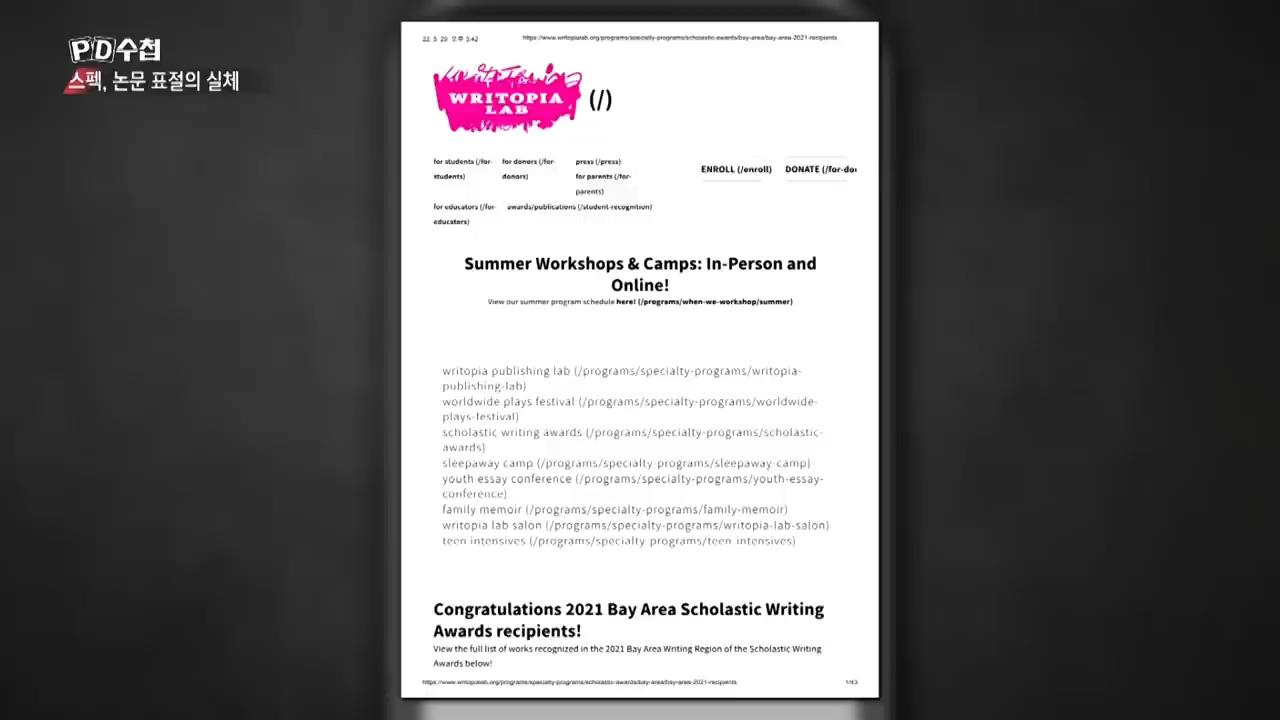 PD수첩
스펙, 논문 표절의 실체
https://www.writopialab.org/programs/specialty-programs/scholastic-awards/bay-area/bay-area-2021-recipients
WRITOPIA
LAB
(/)
for students (/for-
students)
for donors (/for-
donors)
press (/press)
for parents (/for-
parents)
ENROLL (/enroll)
DONATE (/for-do
for educators (/for-
educators)
awards/publications (/student-recognition)
Summer Workshops & Camps: In-Person and
Online!
View our summer program schedule here! (/programs/when-we-workshop/summer)
writopia publishing lab (/programs/specialty-programs/writopia-
publishing-lab)
worldwide plays festival (/programs/specialty-programs/worldwide-
plays-festival)
scholastic writing awards (/programs/specialty-programs/scholastic-
awards)
sleepaway camp (/programs/specialty-programs/sleepaway-camp)
youth essay conference (/programs/specialty-programs/youth-essay-
conference)
family memoir (/programs/specialty-programs/family-memoir)
writopia lab salon (/programs/specialty-programs/writopia-lab-salon)
teen intensives (/programs/specialty-programs/teen-intensives)
Congratulations 2021 Bay Area Scholastic Writing
Awards recipients!
View the full list of works recognized in the 2021 Bay Area Writing Region of the Scholastic Writing
Awards below!
https://www.writopialab.org/programs/specialty-programs/scholastic-awards/bay-area/bay-area-2021-recipients